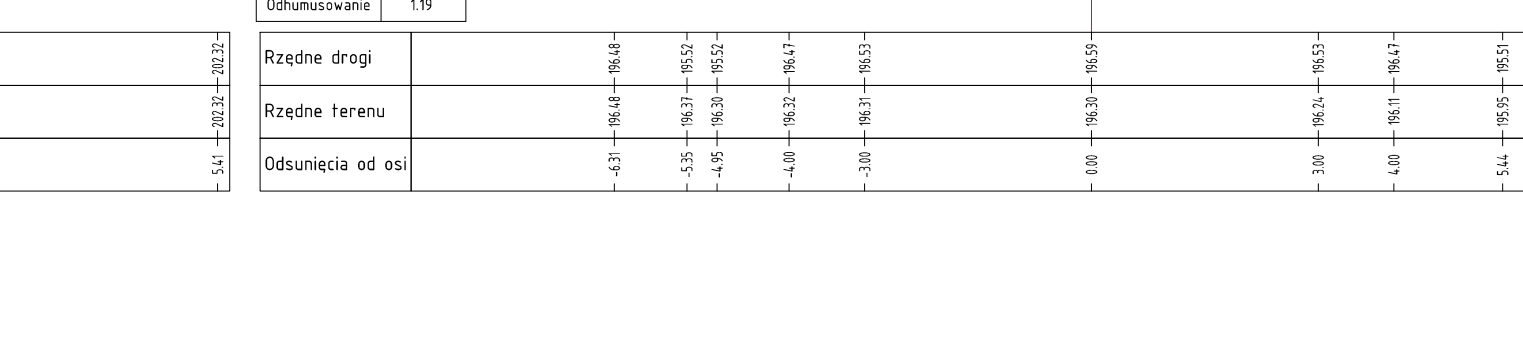 Odhumusowanie 1.19
202.32 Rzędne drogi 196.48 195.52 195.52 196.47 196.53 196.59 196.53 196.47 195.51
202.32 Rzędne terenu 196.48 196.37 196.30 196.32 196.31 196.30 196.24 196.11 195.95
5.41 Odsunięcia od osi -6.31 -5.35 -4.95 -4.00 -3.00 0.00 3.00 4.00 5.44